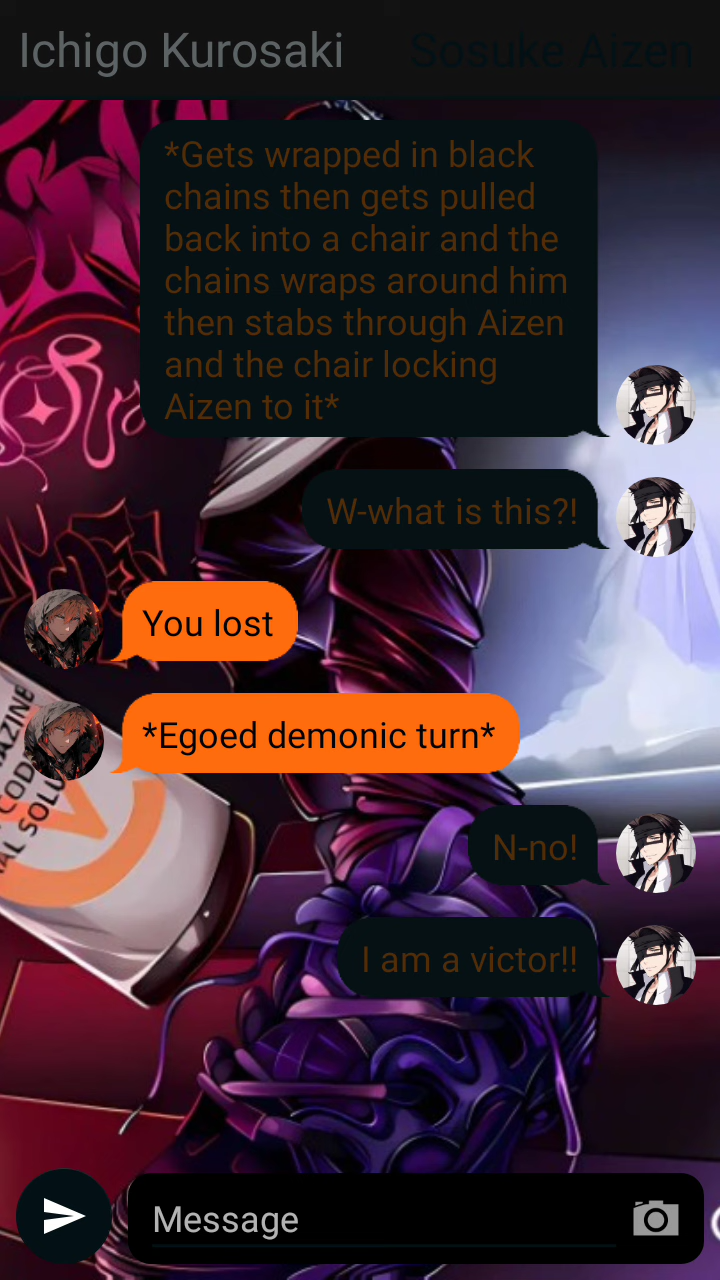 Ichigo Kurosaki
Sosuke Aizen
*Gets wrapped in black
chains then gets pulled
back into a chair and the
chains wraps around him
then stabs through Aizen
and the chair locking
Aizen to it*
W-what is this?!
You lost
*Egoed demonic turn*
N-no!
I am a victor!!
Message